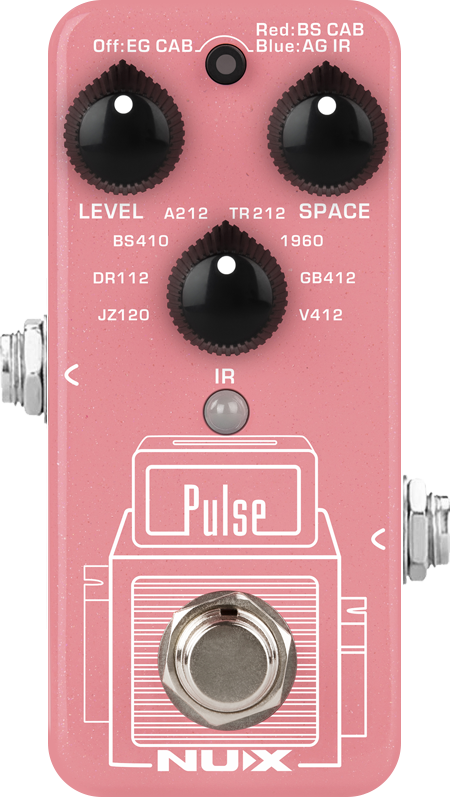 Red:BS CAB
Off:EG CAB
Blue:AG IR
LEVEL A212 TR212 SPACE
BS410 1960
DR112 GB412
JZ120 V412
IR
Pulse
NUX